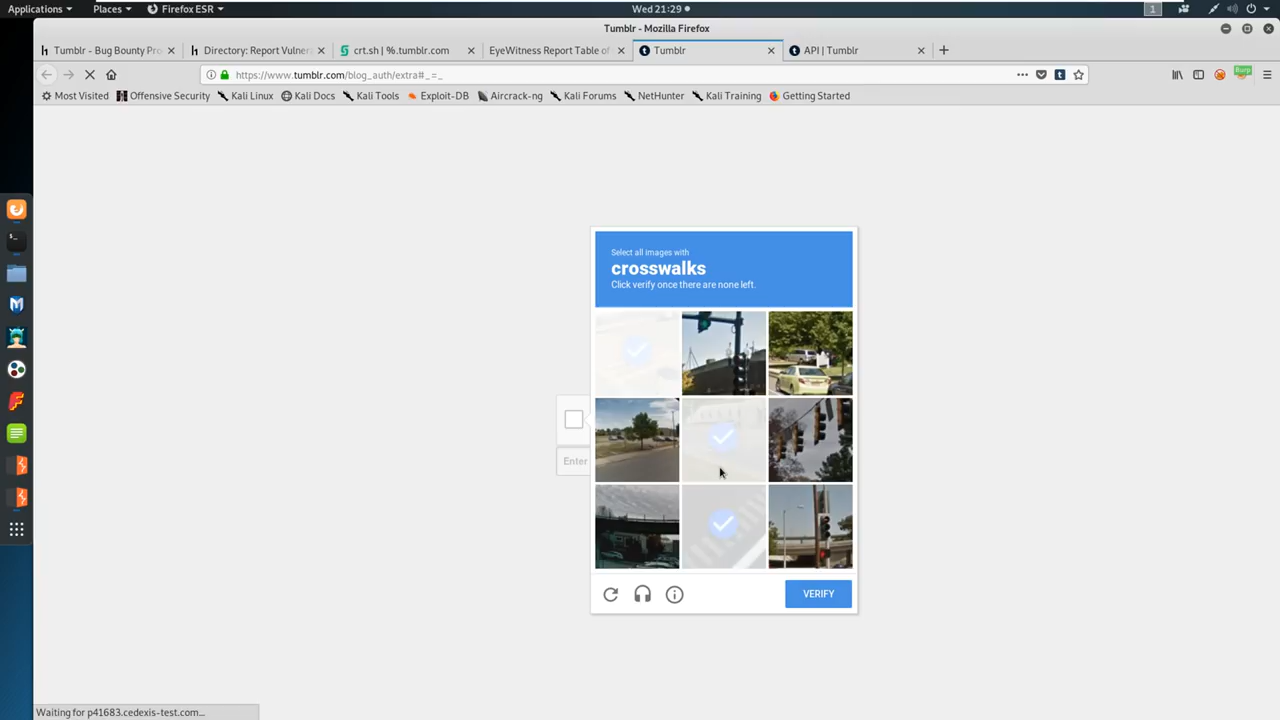 Applications
Places
Firefox ESR
Wed 21:29
1
Tumblr - Mozilla Firefox
Tumblr - Bug Bounty Pro
Directory: Report Vulnera
crt.sh | %.tumblr.com
EyeWitness Report Table of
Tumblr
API | Tumblr
https://www.tumblr.com/blog_auth/extra#_=_
Burp
Most Visited
Offensive Security
Kali Linux
Kali Docs
Kali Tools
Exploit-DB
Aircrack-ng
Kali Forums
NetHunter
Kali Training
Getting Started
Select all images with
crosswalks
Click verify once there are none left.
Enter
VERIFY
Waiting for p41683.cedexis-test.com...